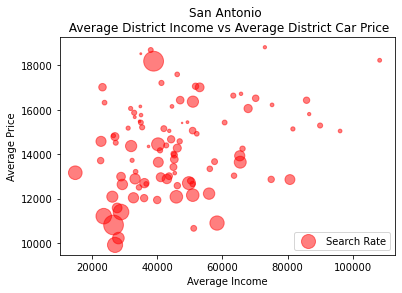 San Antonio
Average District Income vs Average District Car Price
Average Price
18000
16000
14000
12000
10000
Search Rate
20000 40000 60000 80000 100000
Average Income